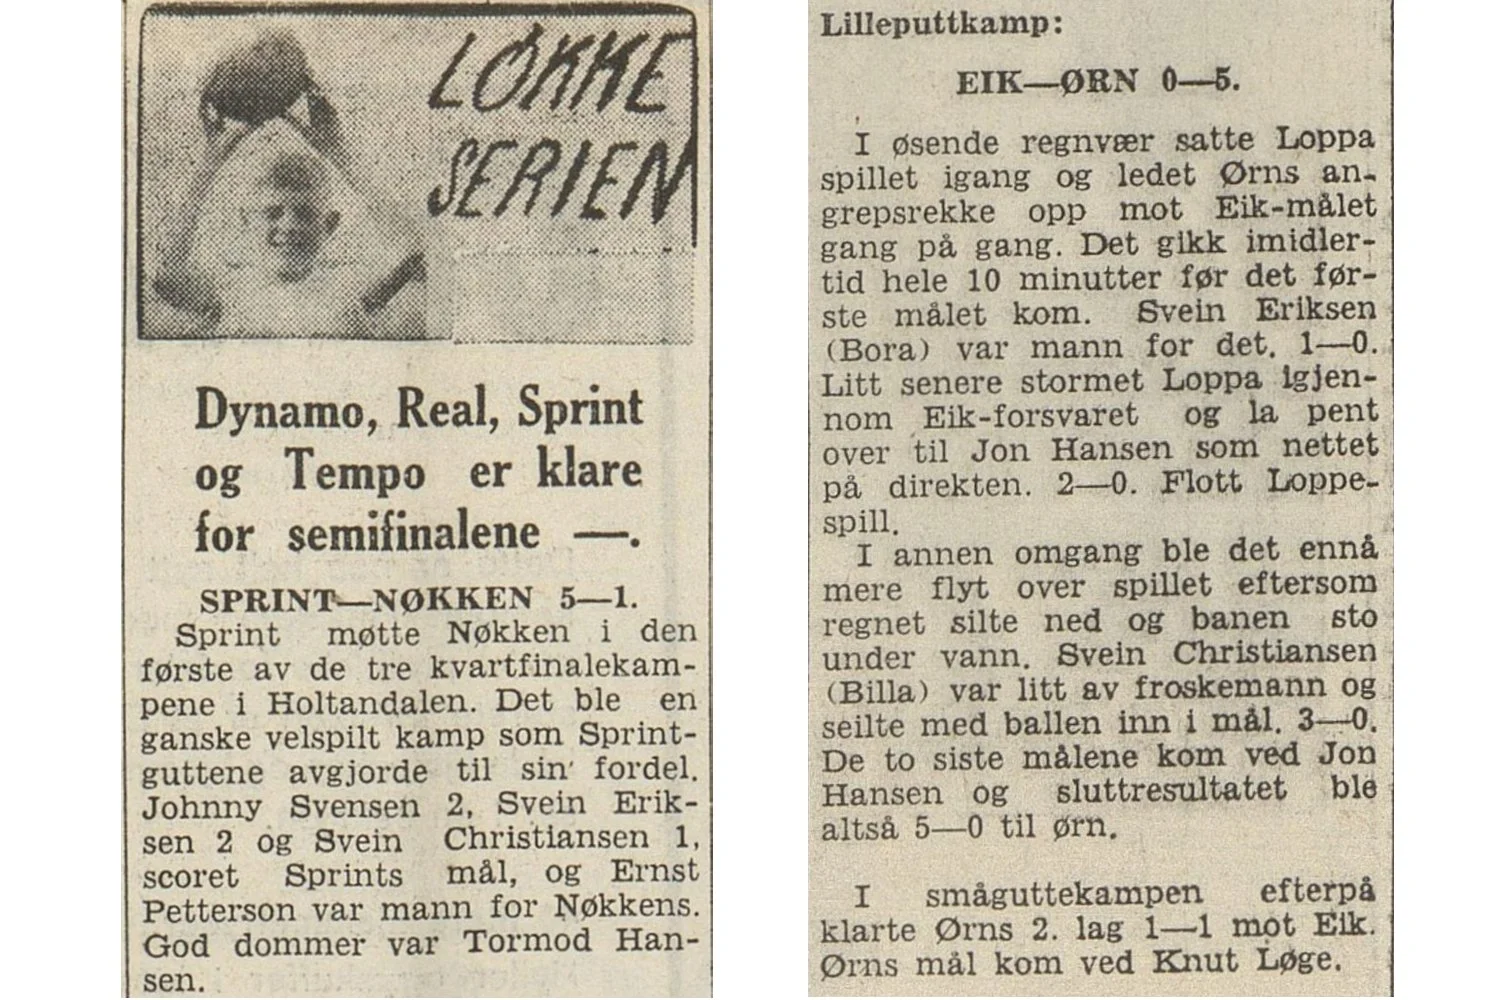 LØKKE
SERIEN
Dynamo, Real, Sprint
og Tempo er klare
for semifinalene —.
SPRINT—NØKKEN 5—1.
Sprint møtte Nøkken i den
første av de tre kvartfinalekam-
pene i Holtandalen. Det ble en
ganske velspilt kamp som Sprint-
guttene avgjorde til sin fordel.
Johnny Svensen 2, Svein Erik-
sen 2 og Svein Christiansen 1,
scoret Sprints mål, og Ernst
Petterson var mann for Nøkkens.
God dommer var Tormod Han-
sen.
Lilleputtkamp:
EIK—ØRN 0—5.
I øsende regnvær satte Loppa
spillet igang og ledet Ørns an-
grepsrekke opp mot Eik-målet
gang på gang. Det gikk imidler-
tid hele 10 minutter før det før-
ste målet kom. Svein Eriksen
(Bora) var mann for det. 1—0.
Litt senere stormet Loppa igjen-
nom Eik-forsvaret og la pent
over til Jon Hansen som nettet
på direkten. 2—0. Flott Loppe-
spill.
I annen omgang ble det ennå
mere flyt over spillet eftersom
regnet silte ned og banen sto
under vann. Svein Christiansen
(Billa) var litt av froskemann og
seilte med ballen inn i mål. 3—0.
De to siste målene kom ved Jon
Hansen og sluttresultatet ble
altså 5—0 til ørn.
I småguttekampen efterpå
klarte Ørns 2. lag 1—1 mot Eik.
Ørns mål kom ved Knut Løge.